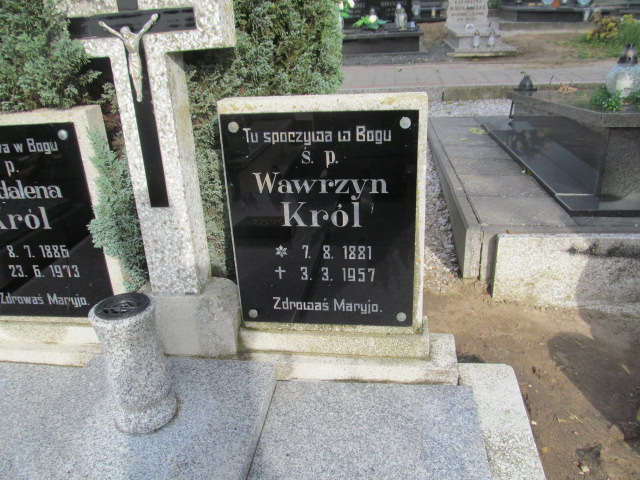 w Bogu
p.
Król
8. 7. 1886
23. 6. 1973
Zdrowaś Maryjo.
Tu spoczywa w Bogu
Ś. p.
Wawrzyn
Król
7. 8. 1881
3. 3. 1957
Zdrowaś Maryjo.